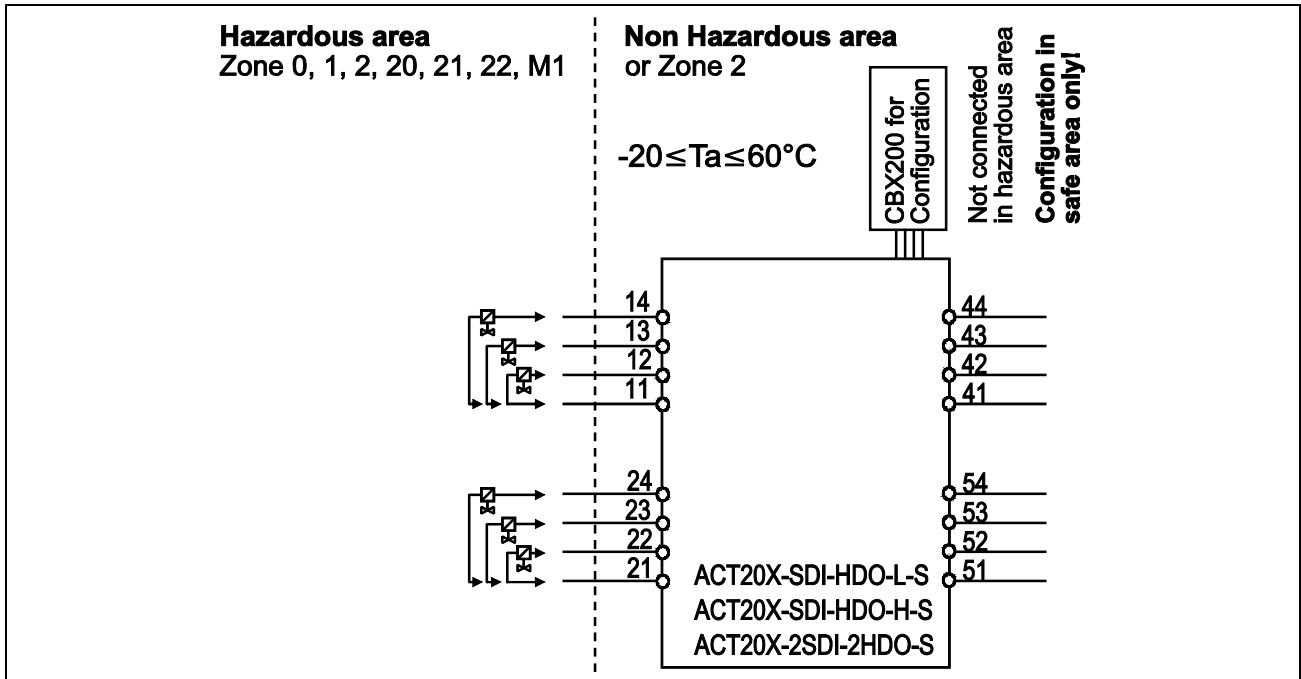 Hazardous area
Zone 0, 1, 2, 20, 21, 22, M1
Non Hazardous area
or Zone 2
-20≤Ta≤60°C
CBX200 for
Configuration
Not connected
in hazardous area
Configuration in
safe area only!
14
13
12
11
44
43
42
41
24
23
22
21
54
53
52
51
ACT20X-SDI-HDO-L-S
ACT20X-SDI-HDO-H-S
ACT20X-2SDI-2HDO-S